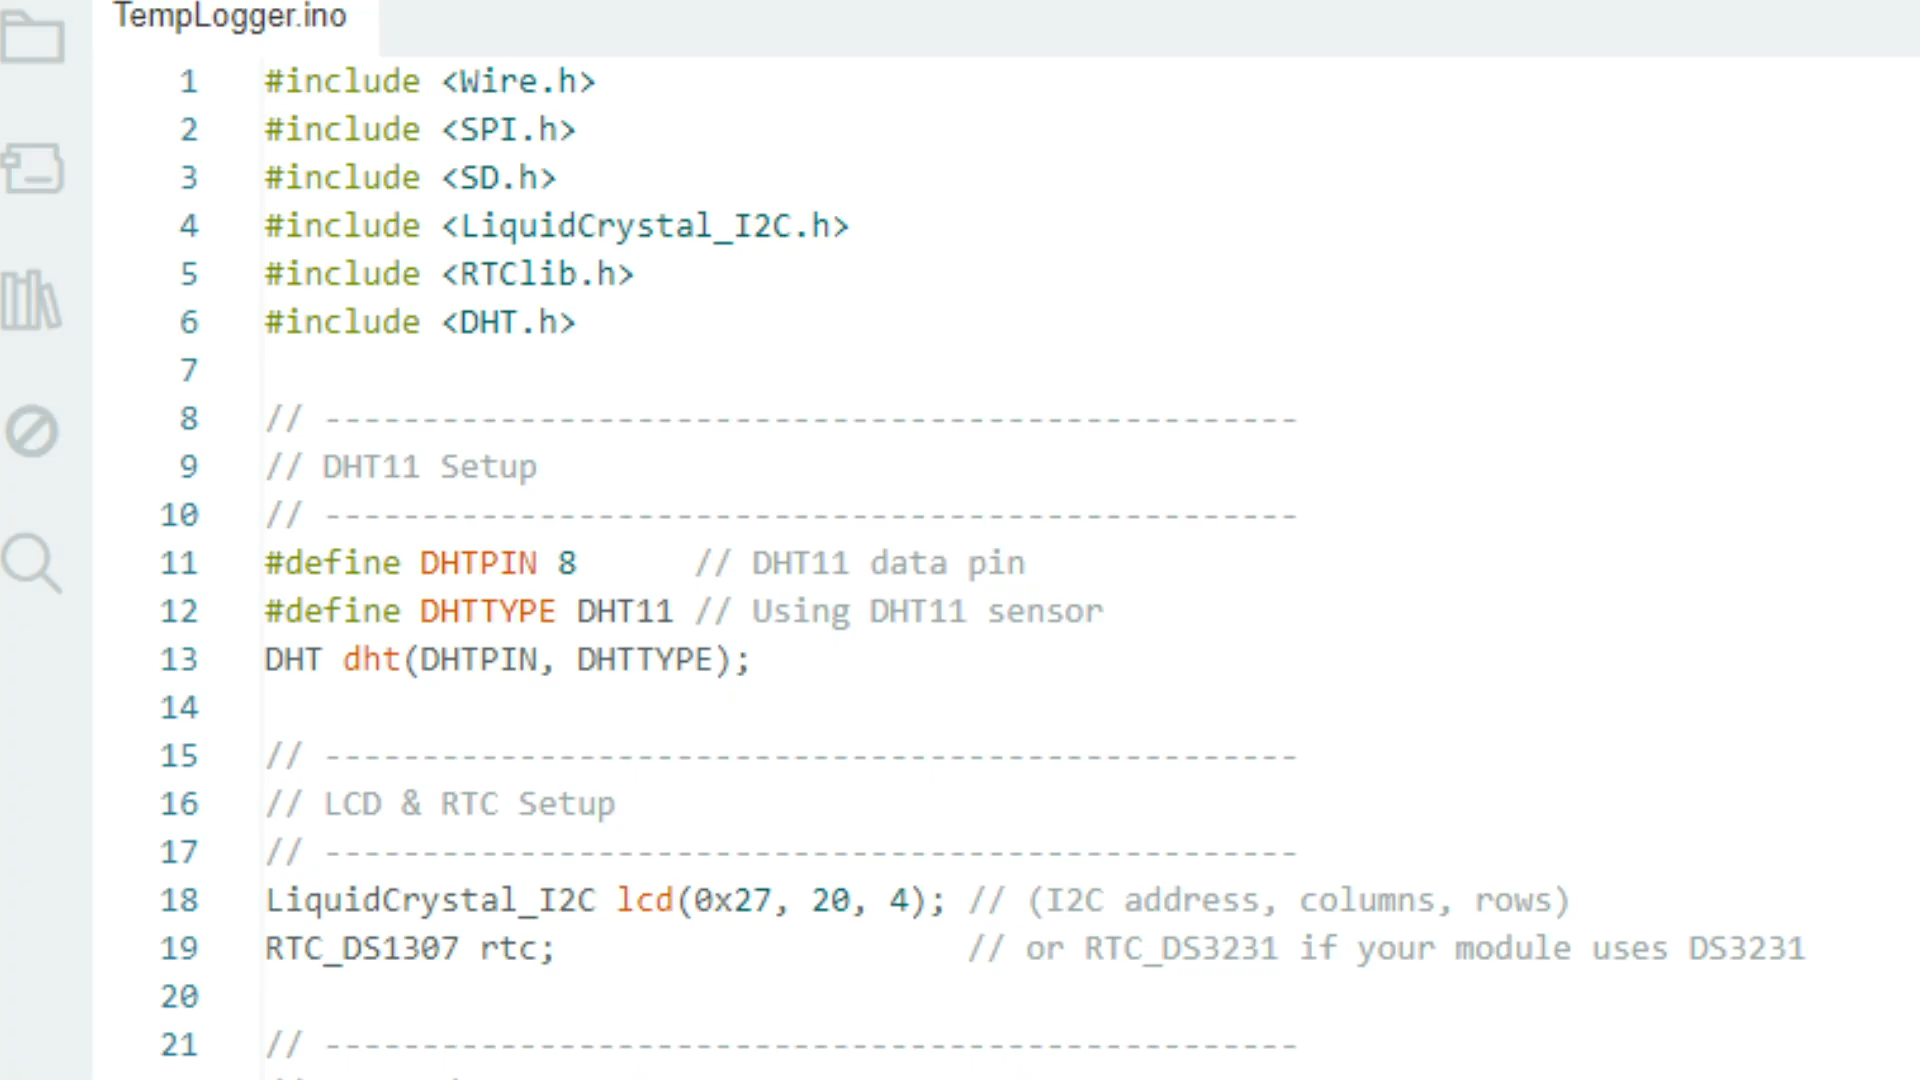 TempLogger.ino
1 #include <Wire.h>
2 #include <SPI.h>
3 #include <SD.h>
4 #include <LiquidCrystal_I2C.h>
5 #include <RTClib.h>
6 #include <DHT.h>
7
8 // --------------------------------------------------
9 // DHT11 Setup
10 // --------------------------------------------------
11 #define DHTPIN 8      // DHT11 data pin
12 #define DHTTYPE DHT11 // Using DHT11 sensor
13 DHT dht(DHTPIN, DHTTYPE);
14
15 // --------------------------------------------------
16 // LCD & RTC Setup
17 // --------------------------------------------------
18 LiquidCrystal_I2C lcd(0x27, 20, 4); // (I2C address, columns, rows)
19 RTC_DS1307 rtc;                     // or RTC_DS3231 if your module uses DS3231
20
21 // --------------------------------------------------